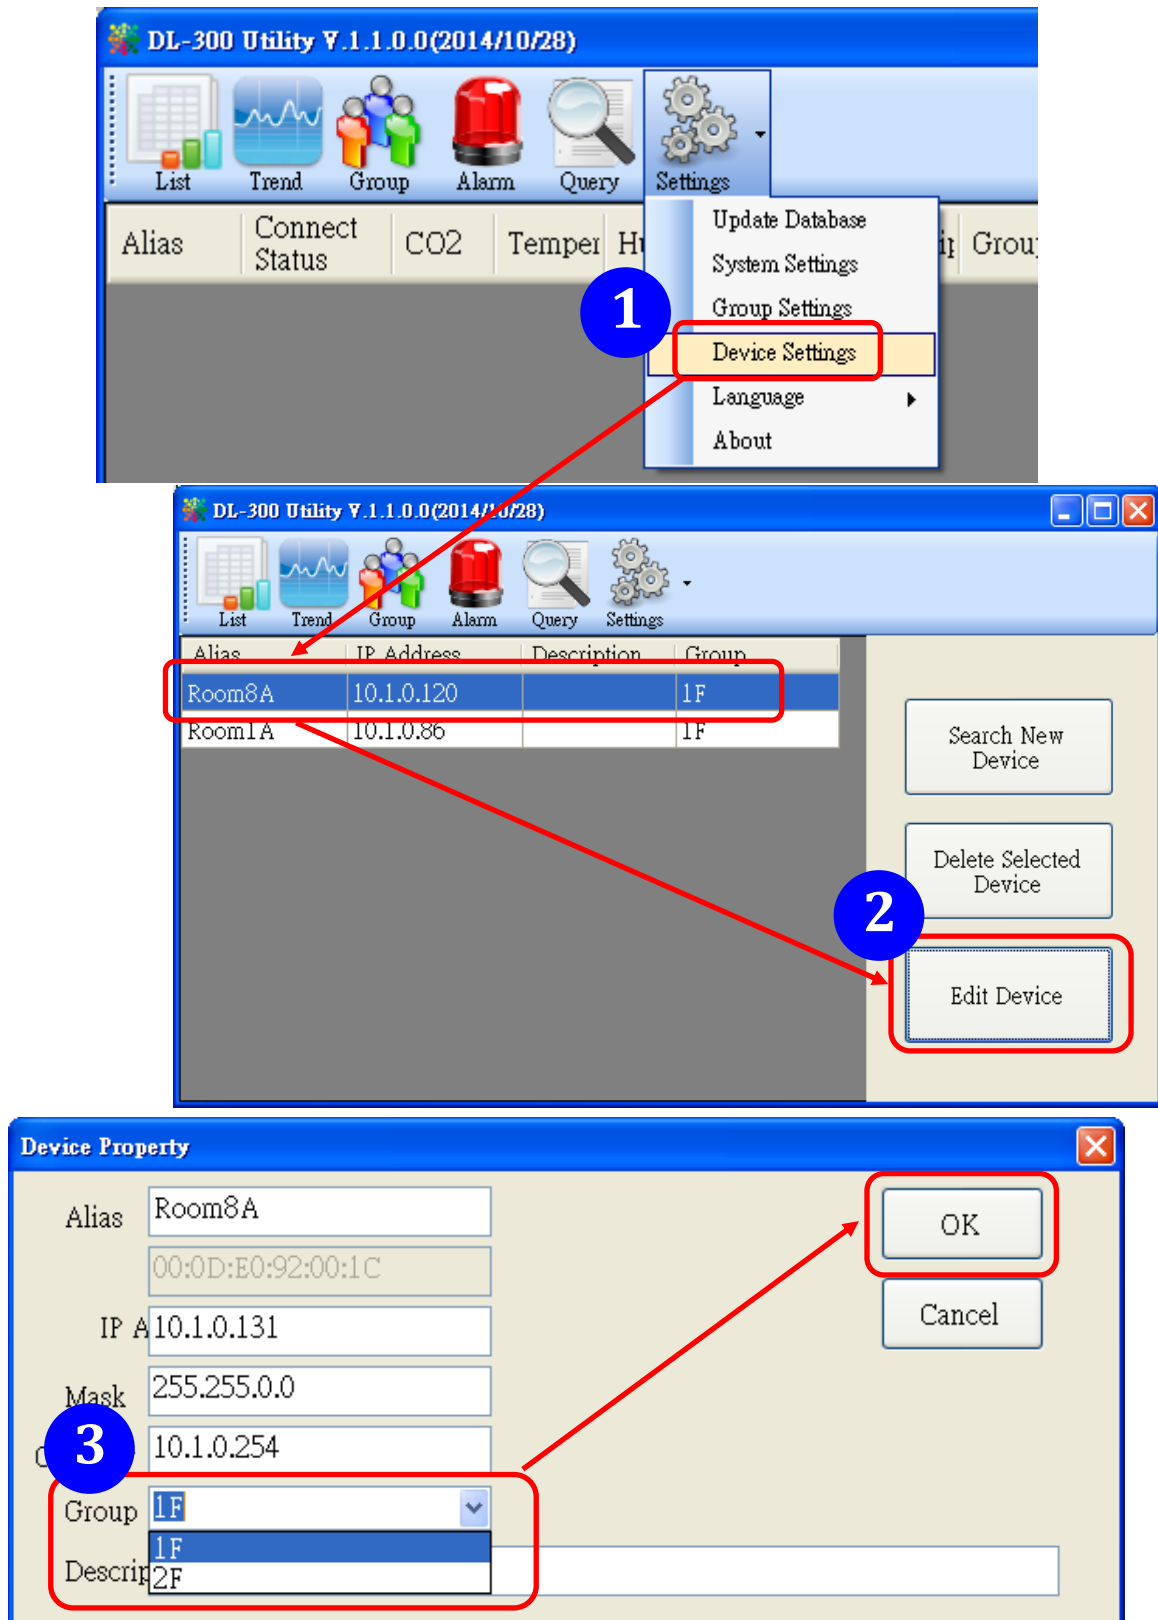 DL-300 Utility V.1.1.0.0(2014/10/28)
List Trend Group Alarm Query Settings
Alias Connect Status CO2 Temper Hu Grou
Update Database
System Settings
Group Settings
1
Device Settings
Language
About
DL-300 Utility V.1.1.0.0(2014/10/28)
List Trend Group Alarm Query Settings
Alias IP Address Description Group
Room8A 10.1.0.120 1F
Room1A 10.1.0.86 1F
Search New
Device
Delete Selected
Device
2
Edit Device
Device Property
Alias Room8A
OK
00:0D:E0:92:00:1C
IP A 10.1.0.131
Cancel
Mask 255.255.0.0
3
10.1.0.254
Group 1F
1F
Descrip
2F